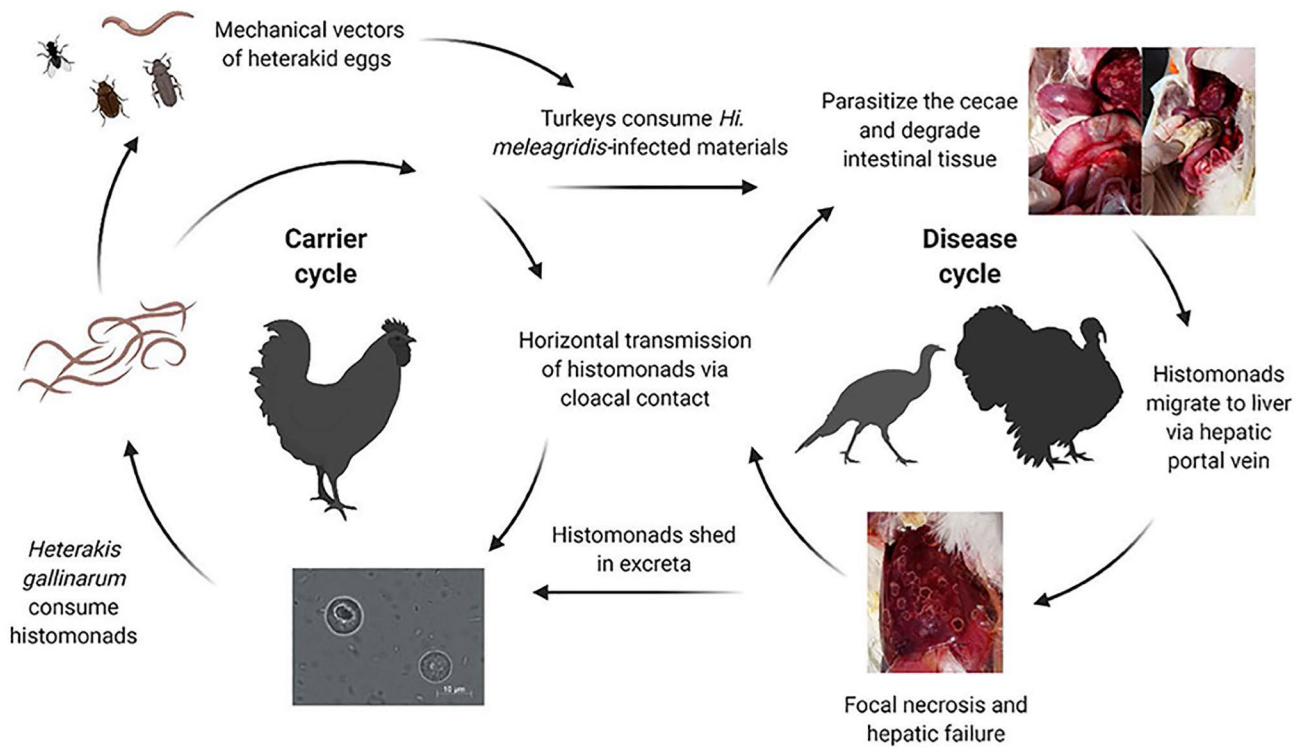 Mechanical vectors
of heterakid eggs
Turkeys consume Hi.
meleagridis-infected materials
Parasitize the cecae
and degrade
intestinal tissue
Carrier
cycle
Disease
cycle
Horizontal transmission
of histomonads via
cloacal contact
Histomonads
migrate to liver
via hepatic
portal vein
Histomonads shed
in excreta
Heterakis
gallinarum
consume
histomonads
10 µm
Focal necrosis and
hepatic failure